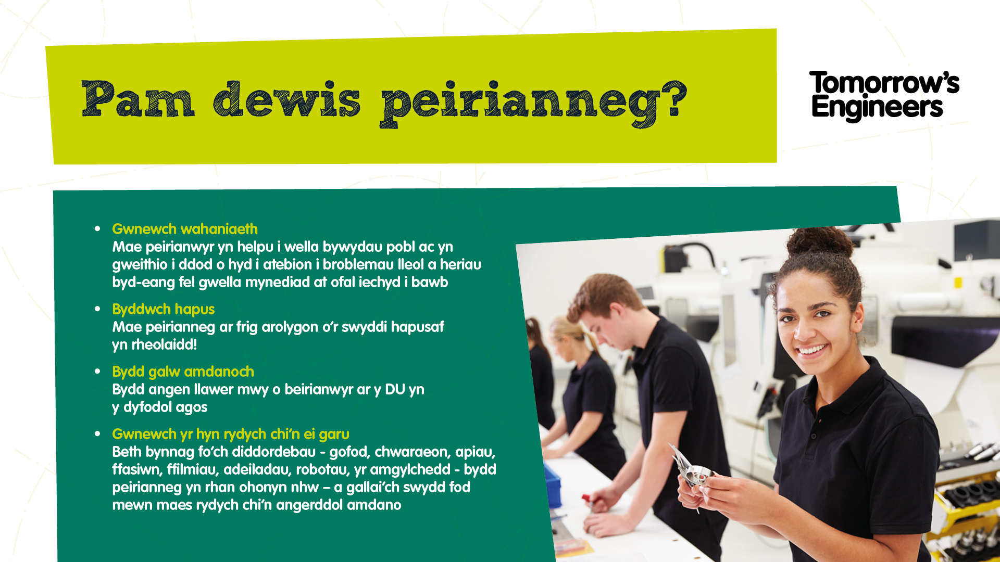 Pam dewis peirianneg?
Tomorrow's
Engineers
• Gwnewch wahaniaeth
Mae peirianwyr yn helpu i wella bywydau pobl ac yn
gweithio i ddod o hyd i atebion i broblemau lleol a heriau
byd-eang fel gwella mynediad at ofal iechyd i bawb
• Byddwch hapus
Mae peirianneg ar frig arolygon o’r swyddi hapusaf
yn rheolaidd!
• Bydd galw amdanoch
Bydd angen llawer mwy o beirianwyr ar y DU yn
y dyfodol agos
• Gwnewch yr hyn rydych chi’n ei garu
Beth bynnag fo’ch diddordebau - gofod, chwaraeon, apiau,
ffasiwn, ffilmiau, adeiladau, robotau, yr amgylchedd - bydd
peirianneg yn rhan ohonyn nhw – a gallai’ch swydd fod
mewn maes rydych chi’n angerddol amdano